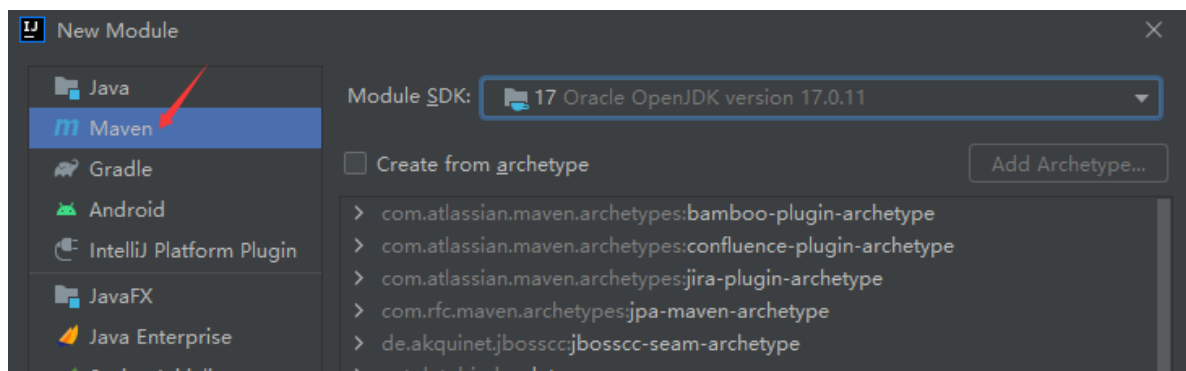 New Module
Java
Maven
Gradle
Android
IntelliJ Platform Plugin
JavaFX
Java Enterprise
Module SDK: 17 Oracle OpenJDK version 17.0.11
Create from archetype
Add Archetype...
com.atlassian.maven.archetypes:bamboo-plugin-archetype
com.atlassian.maven.archetypes:confluence-plugin-archetype
com.atlassian.maven.archetypes:jira-plugin-archetype
com.rfc.maven.archetypes:jpa-maven-archetype
de.akquinet.jbosscc:jbosscc-seam-archetype